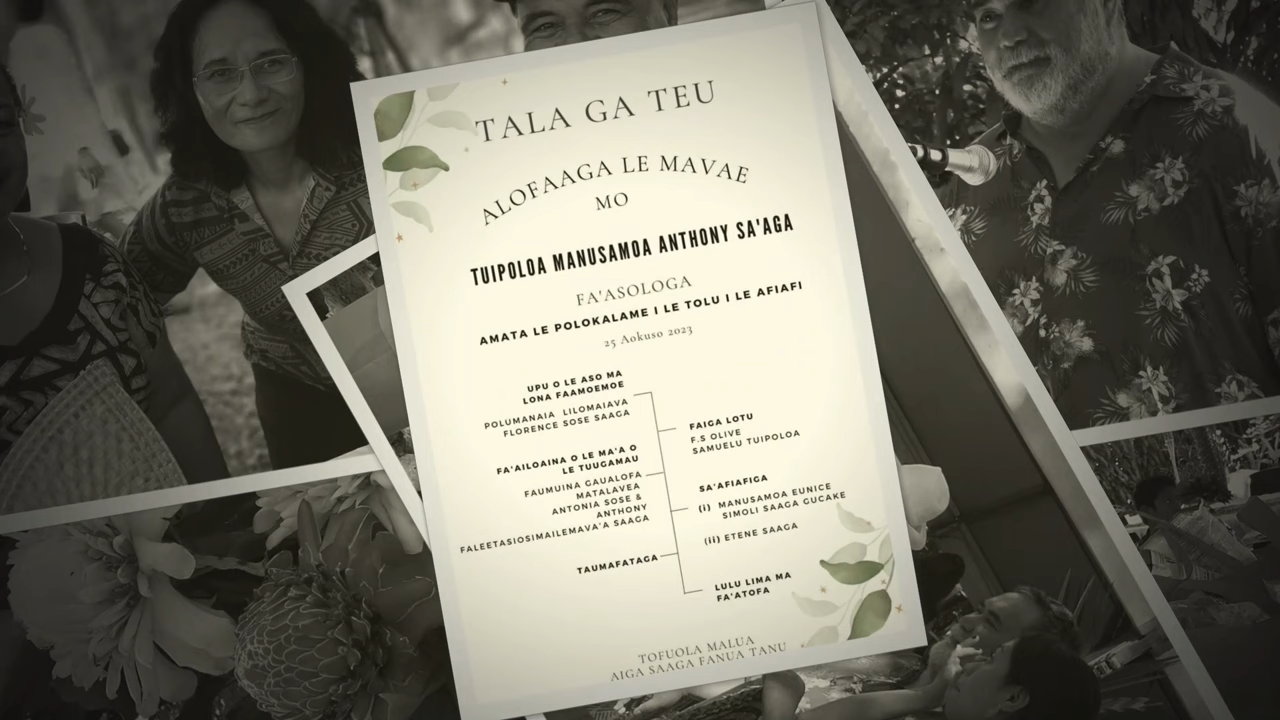 TALA GA TEU
ALOFAAGA LE MAVAE
MO
TUIPOLOA MANUSAMOA ANTHONY SA'AGA
FA'ASOLOGA
AMATA LE POLOKALAME I LE TOLU I LE AFIAFI
25 Aokuso 2023
UPU O LE ASO MA
LONA FAAMOEMOE
POLUMANAIA LILOMAIAVA
FLORENCE SOSE SAAGA
FAIGA LOTU
F.S OLIVE
SAMUELU TUIPOLOA
FA'AILOAINA O LE MA'A O
LE TUUGAMAU
FAUMUINA GAUALOFA
MATALAVEA
ANTONIA SOSE &
ANTHONY
FALEETASIOSIMAILEMAVA'A SAAGA
SA'AFIAFIGA
(i) MANUSAMOA EUNICE
SIMOLI SAAGA GUCAKE
(ii) ETENE SAAGA
TAUMAFATAGA
LULU LIMA MA
FA'ATOFA
TOFUOLA MALUA
AIGA SAAGA FANUA TANU